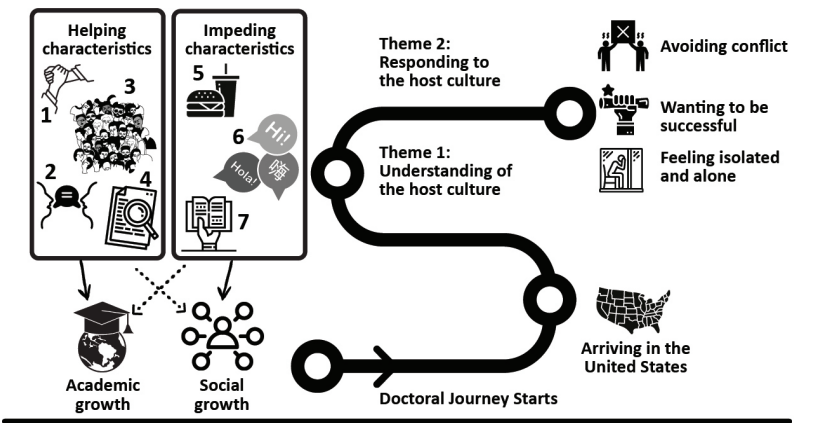 Helping
characteristics
1
3
2
4
Impeding
characteristics
5
6
Hi!
Hola!
嗨
7
Academic
growth
Social
growth
Theme 2:
Responding to
the host culture
Theme 1:
Understanding of
the host culture
Avoiding conflict
Wanting to be
successful
Feeling isolated
and alone
Arriving in the
United States
Doctoral Journey Starts